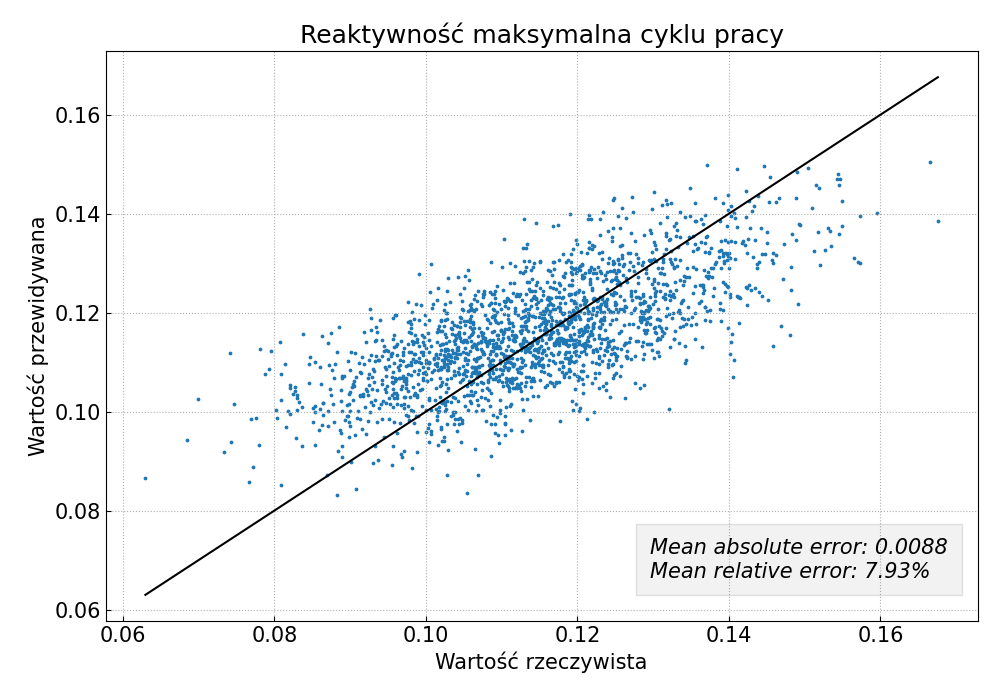 Reaktywność maksymalna cyklu pracy
Wartość przewidywana
0.16
0.14
0.12
0.10
0.08
0.06
Mean absolute error: 0.0088
Mean relative error: 7.93%
0.06 0.08 0.10 0.12 0.14 0.16
Wartość rzeczywista